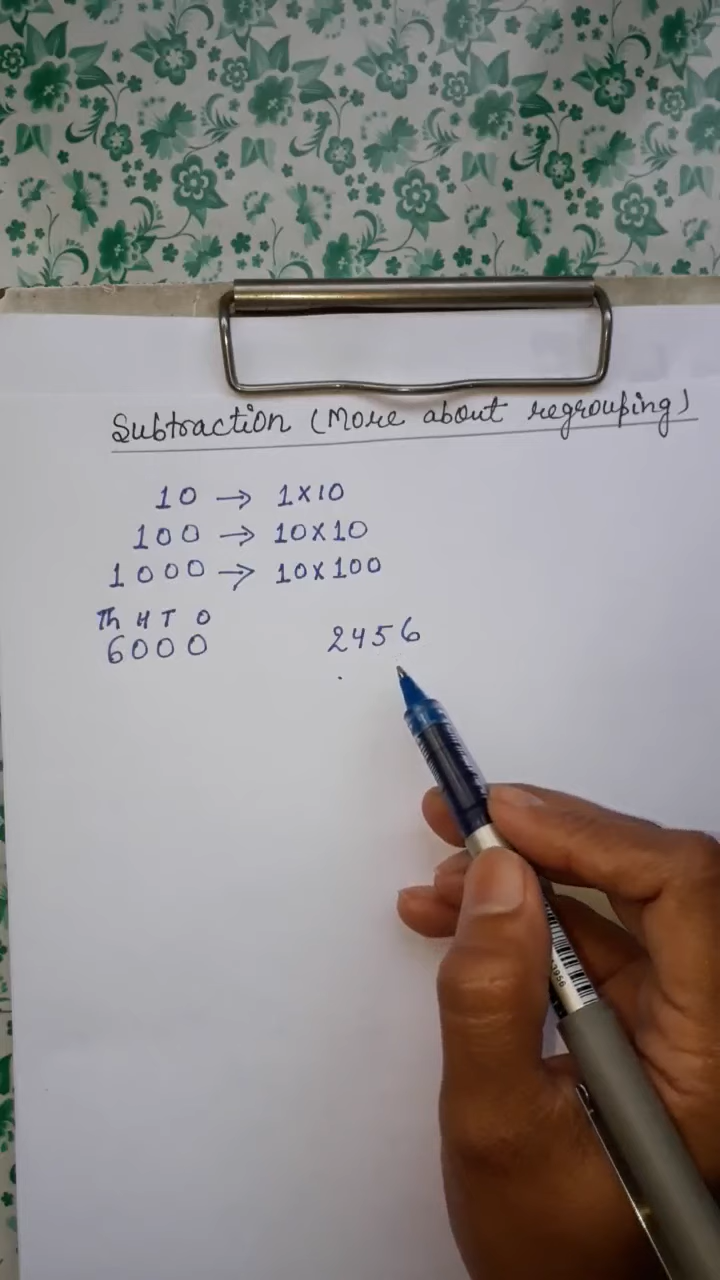 Subtraction (More about regrouping)
10 → 1×10
100 → 10×10
1000 → 10×100
Th H T O
6000 2456